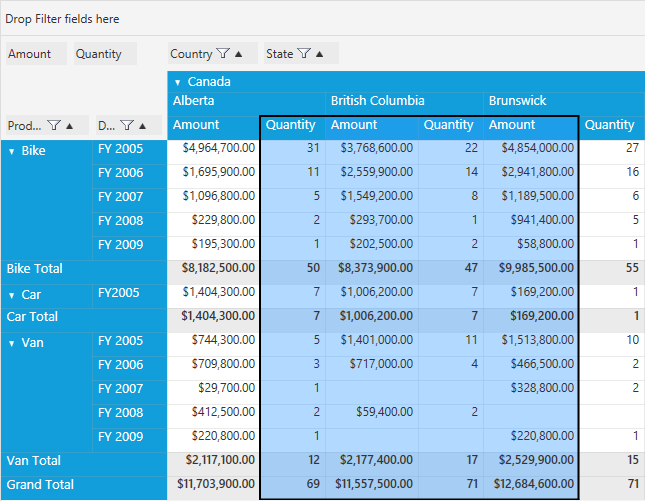 Drop Filter fields here
Amount Quantity Country State
Canada
Alberta British Columbia Brunswick
Prod... D... Amount Quantity Amount Quantity Amount Quantity
Bike FY 2005 $4,964,700.00 31 $3,768,600.00 22 $4,854,000.00 27
FY 2006 $1,695,900.00 11 $2,559,900.00 14 $2,941,800.00 16
FY 2007 $1,096,800.00 5 $1,549,200.00 8 $1,189,500.00 6
FY 2008 $229,800.00 2 $293,700.00 1 $941,400.00 5
FY 2009 $195,300.00 1 $202,500.00 2 $58,800.00 1
Bike Total $8,182,500.00 50 $8,373,900.00 47 $9,985,500.00 55
Car FY2005 $1,404,300.00 7 $1,006,200.00 7 $169,200.00 1
Car Total $1,404,300.00 7 $1,006,200.00 7 $169,200.00 1
Van FY 2005 $744,300.00 5 $1,401,000.00 11 $1,513,800.00 10
FY 2006 $709,800.00 3 $717,000.00 4 $466,500.00 2
FY 2007 $29,700.00 1 $328,800.00 2
FY 2008 $412,500.00 2 $59,400.00 2
FY 2009 $220,800.00 1 $220,800.00 1
Van Total $2,117,100.00 12 $2,177,400.00 17 $2,529,900.00 15
Grand Total $11,703,900.00 69 $11,557,500.00 71 $12,684,600.00 71